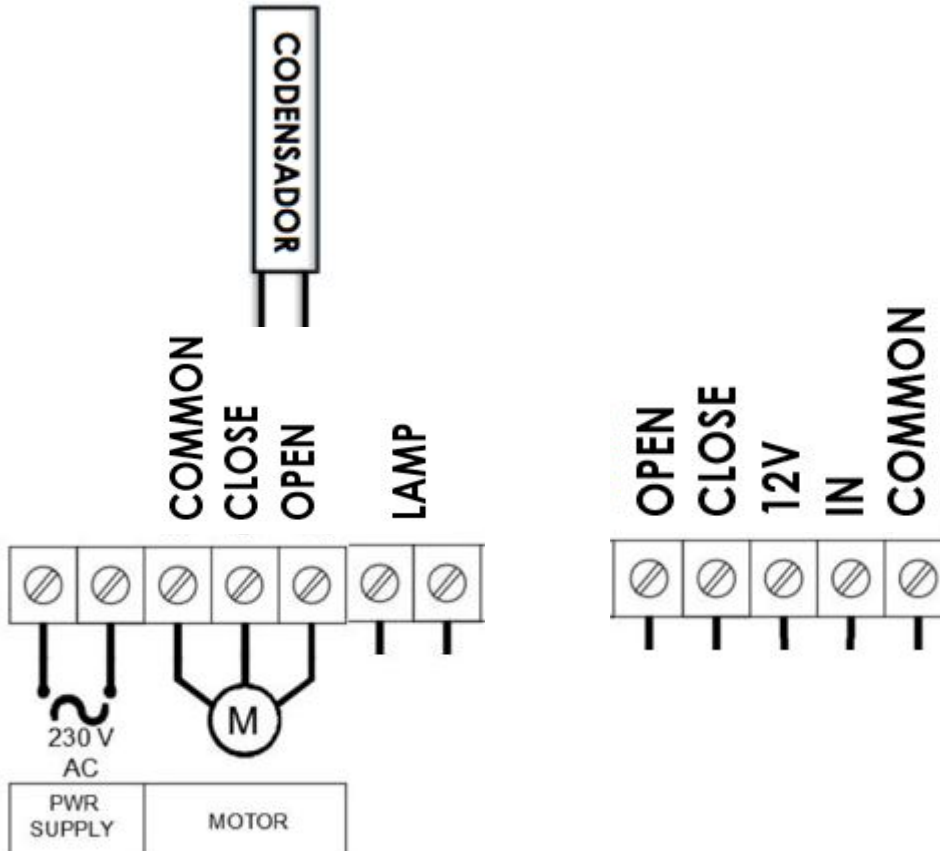 CODENSADOR
COMMON
CLOSE
OPEN
LAMP
OPEN
CLOSE
12V
IN
COMMON
M
230 V
AC
PWR
SUPPLY
MOTOR